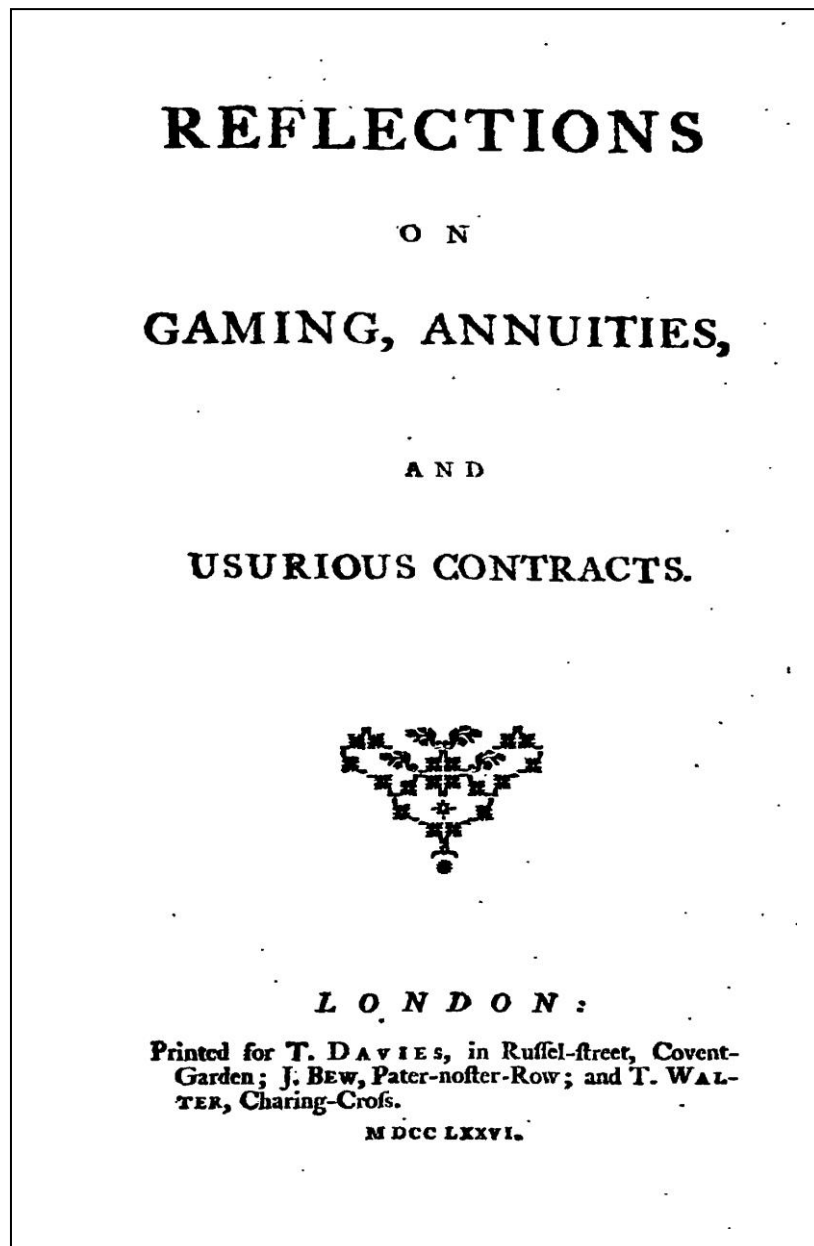 REFLECTIONS
ON
GAMING, ANNUITIES,
AND
USURIOUS CONTRACTS.
LONDON:
Printed for T. DAVIES, in Ruſſel-ſtreet, Covent-
Garden; J. BEW, Pater-noſter-Row; and T. WAL-
TER, Charing-Croſs.
MDCCLXXVI.